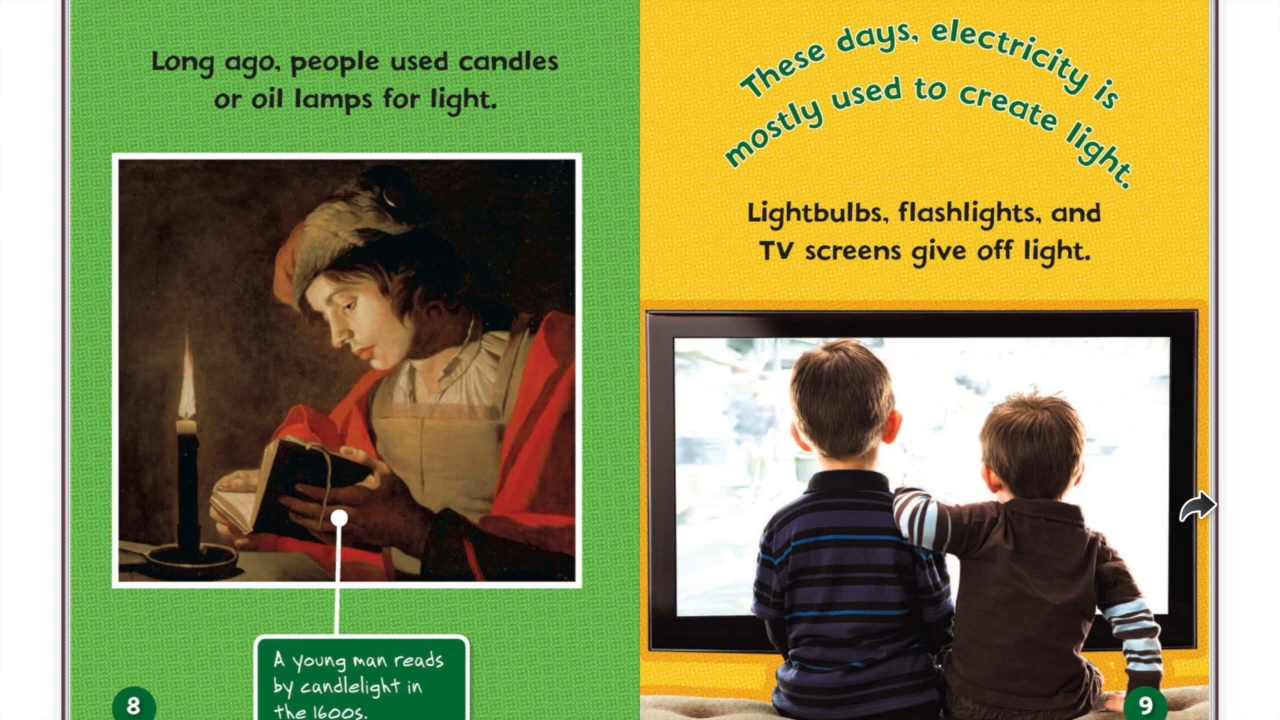 Long ago, people used candles
or oil lamps for light.
A young man reads
by candlelight in
the 1600s.
8
These days, electricity is
mostly used to create light.
Lightbulbs, flashlights, and
TV screens give off light.
9